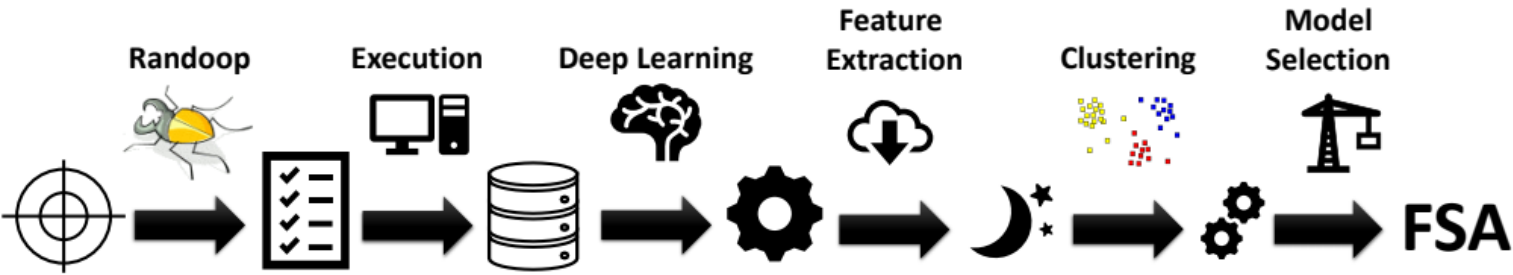 Randoop
Execution
Deep Learning
Feature
Extraction
Clustering
Model
Selection
FSA